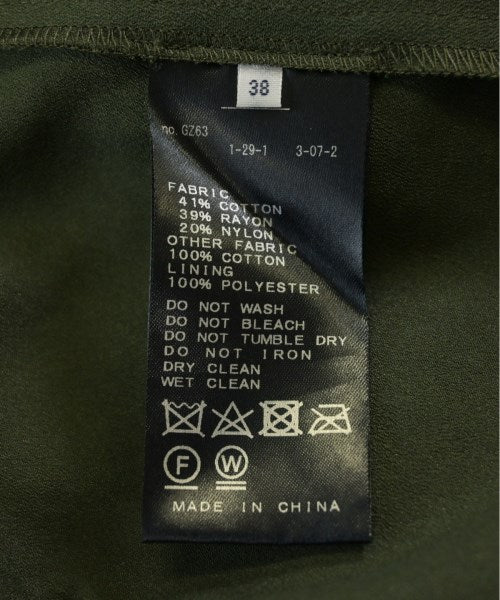 38
no. GZ63
1-29-1 3-07-2
FABRIC
41% COTTON
39% RAYON
20% NYLON
OTHER FABRIC
100% COTTON
LINING
100% POLYESTER
DO NOT WASH
DO NOT BLEACH
DO NOT TUMBLE DRY
DO NOT IRON
DRY CLEAN
WET CLEAN
F W
MADE IN CHINA